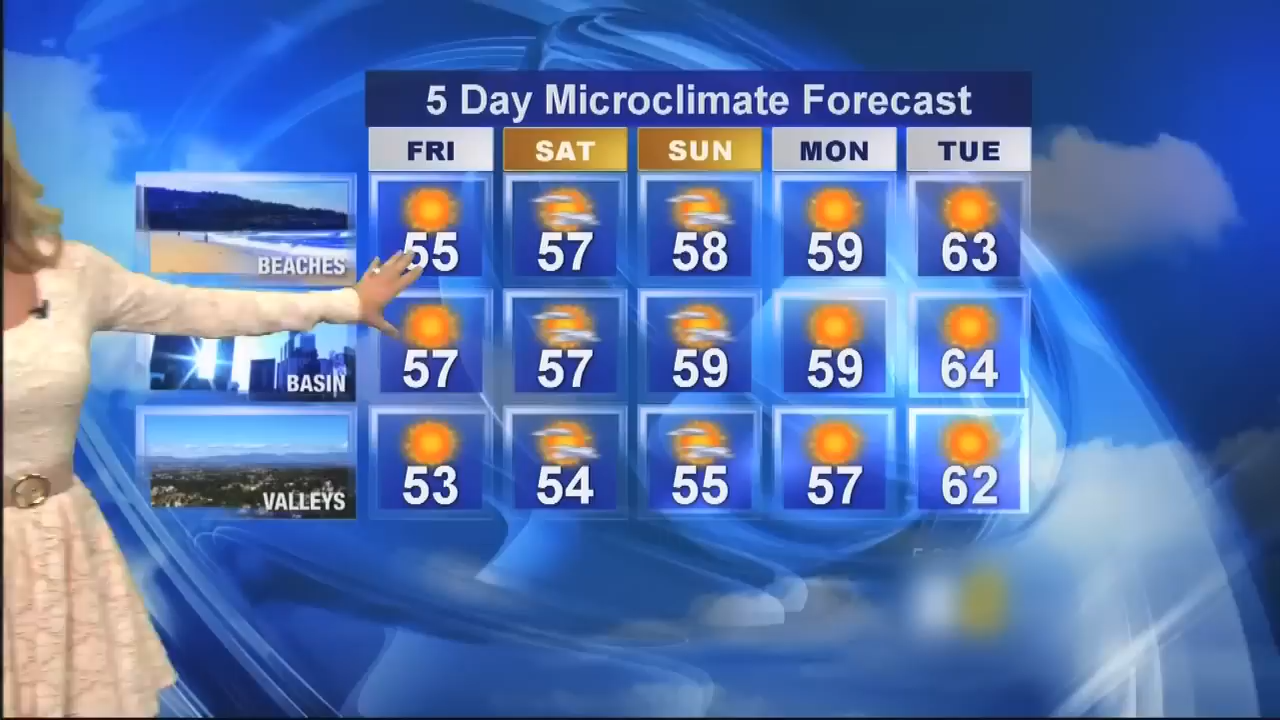 5 Day Microclimate Forecast
FRI SAT SUN MON TUE
BEACHES 55 57 58 59 63
BASIN 57 57 59 59 64
VALLEYS 53 54 55 57 62